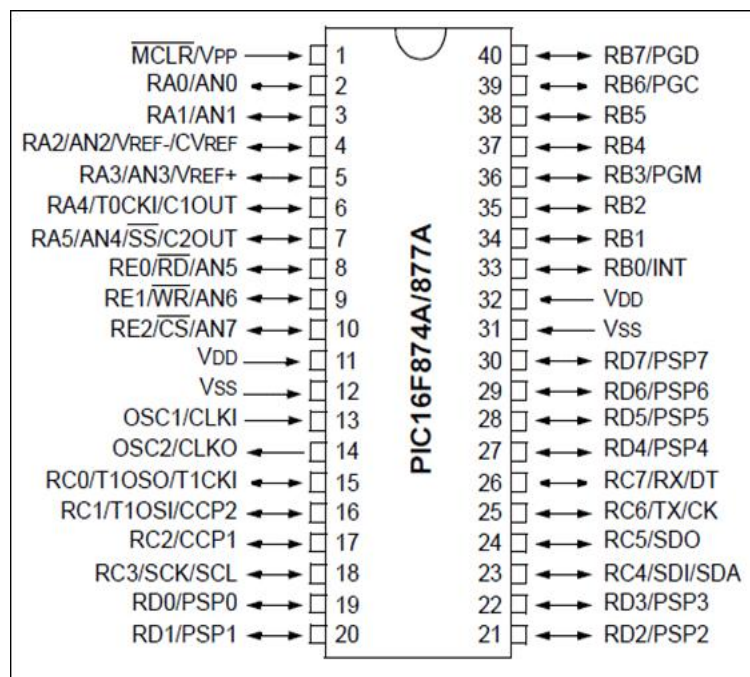 MCLR/VPP 1 40 RB7/PGD
RA0/AN0 2 39 RB6/PGC
RA1/AN1 3 38 RB5
RA2/AN2/VREF-/CVREF 4 37 RB4
RA3/AN3/VREF+ 5 36 RB3/PGM
RA4/T0CKI/C1OUT 6 35 RB2
RA5/AN4/SS/C2OUT 7 34 RB1
RE0/RD/AN5 8 33 RB0/INT
RE1/WR/AN6 9 32 VDD
RE2/CS/AN7 10 31 VSS
VDD 11 30 RD7/PSP7
VSS 12 29 RD6/PSP6
OSC1/CLKI 13 28 RD5/PSP5
OSC2/CLKO 14 27 RD4/PSP4
RC0/T1OSO/T1CKI 15 26 RC7/RX/DT
RC1/T1OSI/CCP2 16 25 RC6/TX/CK
RC2/CCP1 17 24 RC5/SDO
RC3/SCK/SCL 18 23 RC4/SDI/SDA
RD0/PSP0 19 22 RD3/PSP3
RD1/PSP1 20 21 RD2/PSP2
PIC16F874A/877A